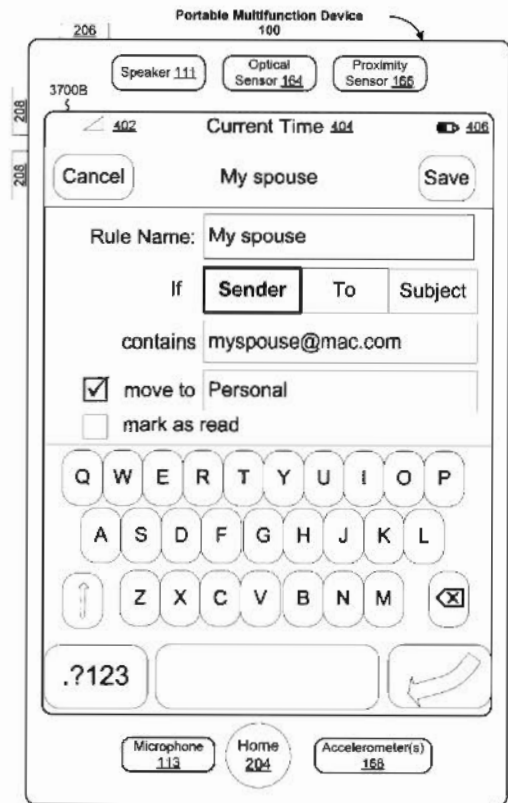 Portable Multifunction Device
100
206
Speaker 111
Optical
Sensor 164
Proximity
Sensor 166
3700B
208
402
Current Time 404
406
208
Cancel
My spouse
Save
Rule Name: My spouse
If Sender To Subject
contains myspouse@mac.com
move to Personal
mark as read
Q W E R T Y U I O P
A S D F G H J K L
Z X C V B N M
.?123
Microphone
113
Home
204
Accelerometer(s)
168